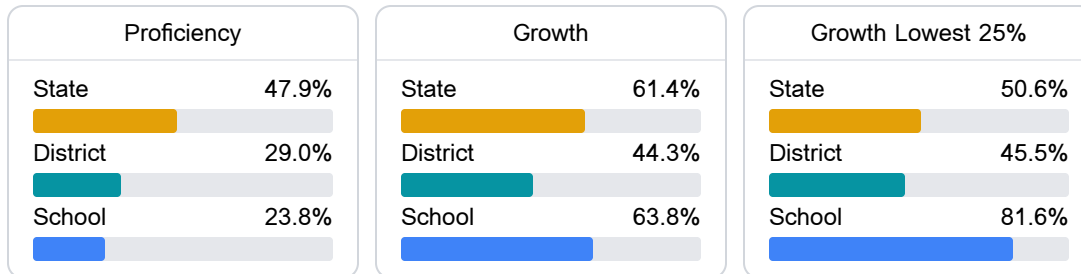 Proficiency
State 47.9%
District 29.0%
School 23.8%
Growth
State 61.4%
District 44.3%
School 63.8%
Growth Lowest 25%
State 50.6%
District 45.5%
School 81.6%